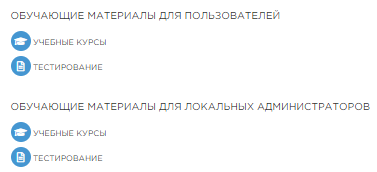 ОБУЧАЮЩИЕ МАТЕРИАЛЫ ДЛЯ ПОЛЬЗОВАТЕЛЕЙ
УЧЕБНЫЕ КУРСЫ
ТЕСТИРОВАНИЕ
ОБУЧАЮЩИЕ МАТЕРИАЛЫ ДЛЯ ЛОКАЛЬНЫХ АДМИНИСТРАТОРОВ
УЧЕБНЫЕ КУРСЫ
ТЕСТИРОВАНИЕ